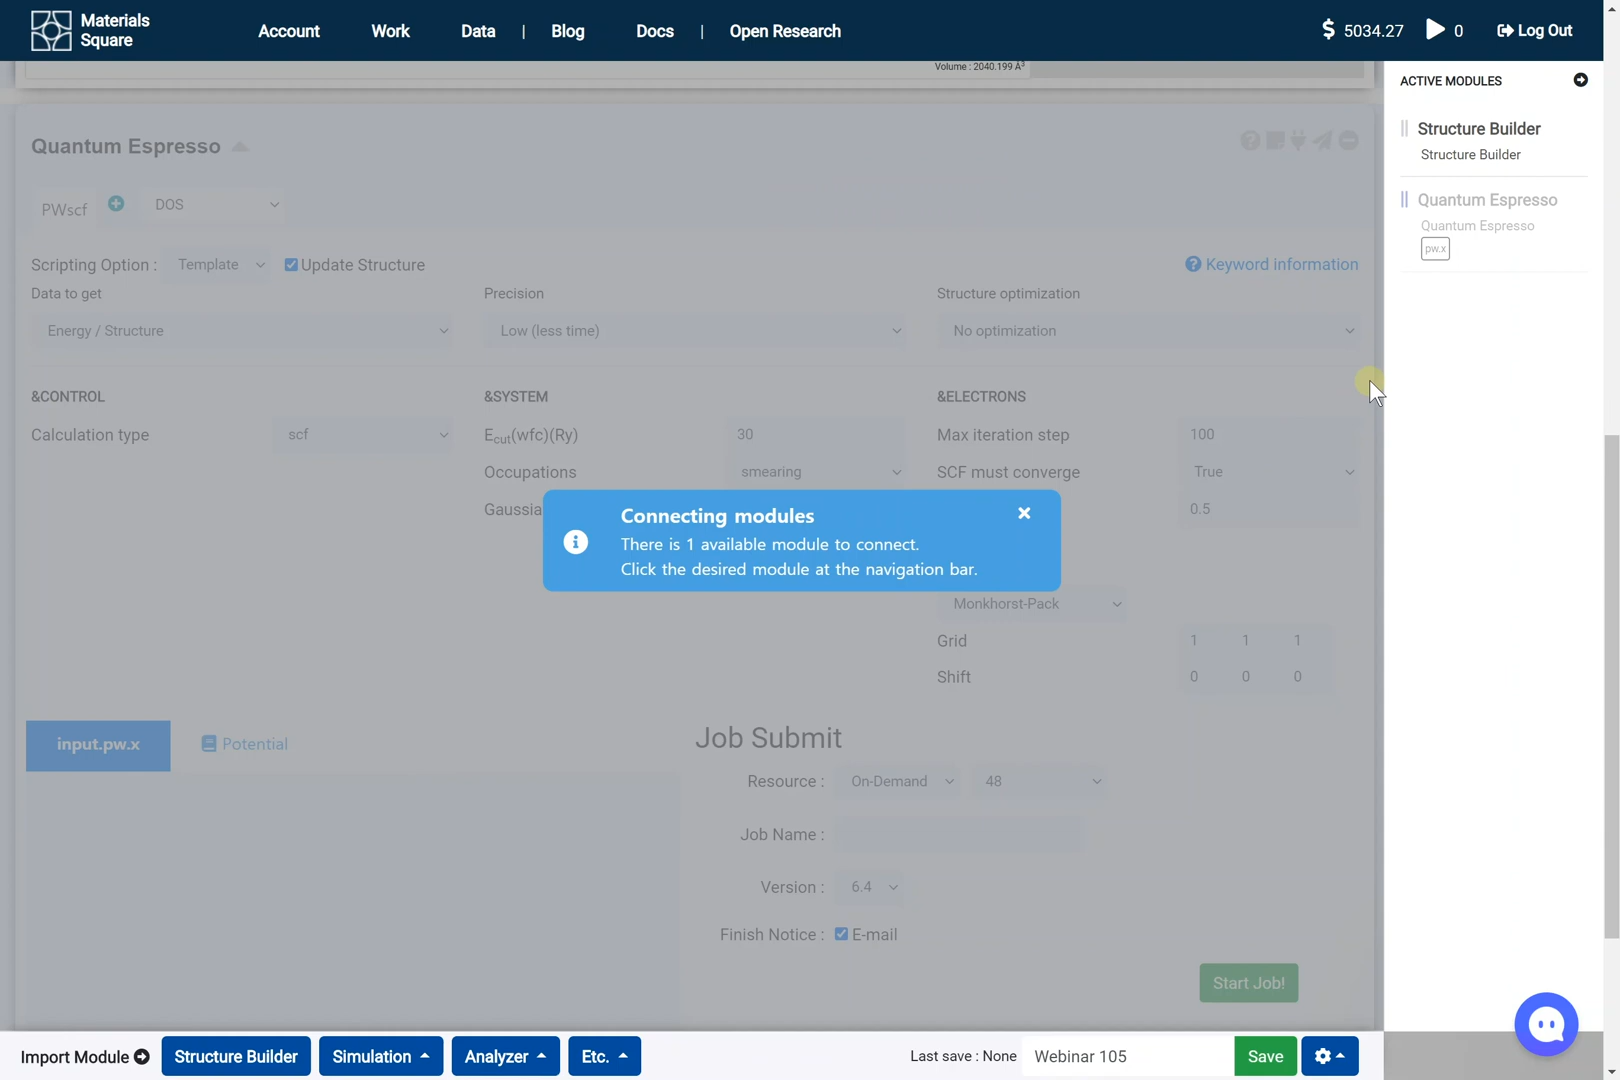 Materials
Square
Account
Work
Data
|
Blog
Docs
|
Open Research
$ 5034.27
0
Log Out
Volume : 2040.199 Å³
ACTIVE MODULES
Structure Builder
Structure Builder
Quantum Espresso
Quantum Espresso
pw.x
Quantum Espresso
PWscf
DOS
Scripting Option :
Template
Update Structure
Keyword information
Data to get
Precision
Structure optimization
Energy / Structure
Low (less time)
No optimization
&CONTROL
&SYSTEM
&ELECTRONS
Calculation type
scf
Ecut(wfc)(Ry)
30
Max iteration step
100
Occupations
smearing
SCF must converge
True
Gaussia
0.5
Connecting modules
There is 1 available module to connect.
Click the desired module at the navigation bar.
Monkhorst-Pack
Grid
1 1 1
Shift
0 0 0
input.pw.x
Potential
Job Submit
Resource :
On-Demand
48
Job Name :
Version :
6.4
Finish Notice :
E-mail
Start Job!
Import Module
Structure Builder
Simulation
Analyzer
Etc.
Last save : None
Webinar 105
Save